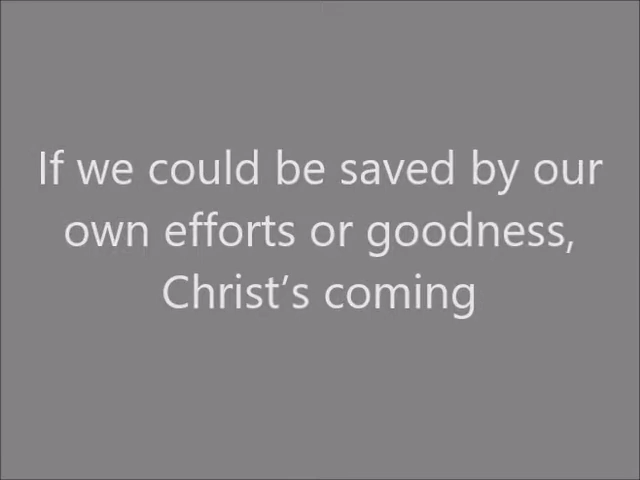 If we could be saved by our
own efforts or goodness,
Christ’s coming